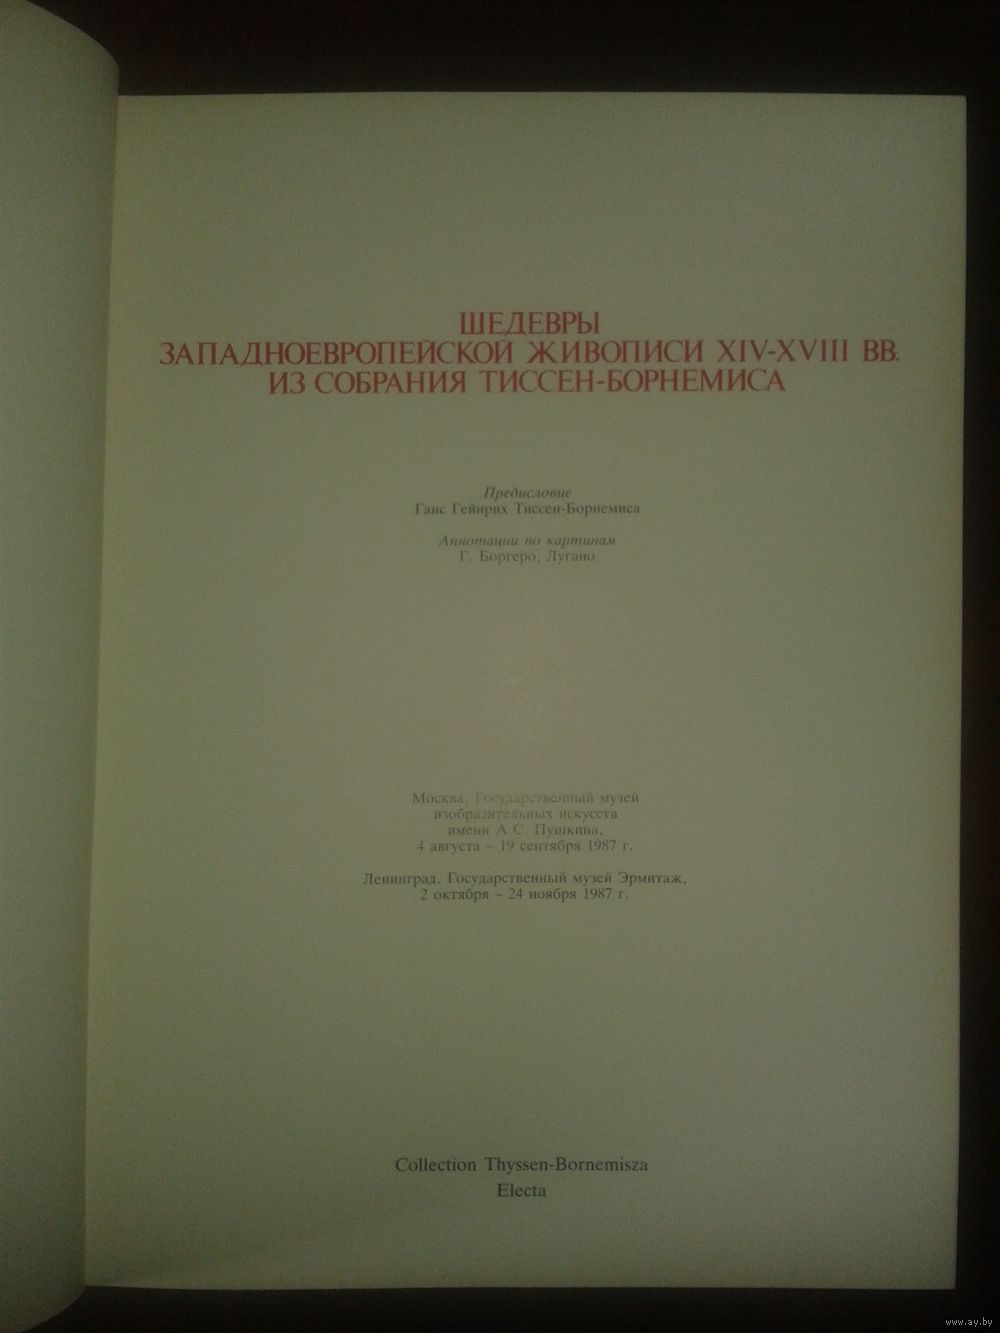 ШЕДЕВРЫ
ЗАПАДНОЕВРОПЕЙСКОЙ ЖИВОПИСИ XIV-XVIII ВВ.
ИЗ СОБРАНИЯ ТИССЕН-БОРНЕМИСА
Предисловие
Ганс Гейнрих Тиссен-Борнемиса
Аннотации по картинам
Г. Боргеро, Лугано
Москва, Государственный музей
изобразительных искусств
имени А.С. Пушкина,
4 августа – 19 сентября 1987 г.
Ленинград, Государственный музей Эрмитаж,
2 октября – 24 ноября 1987 г.
Collection Thyssen-Bornemisza
Electa
www.ay.by